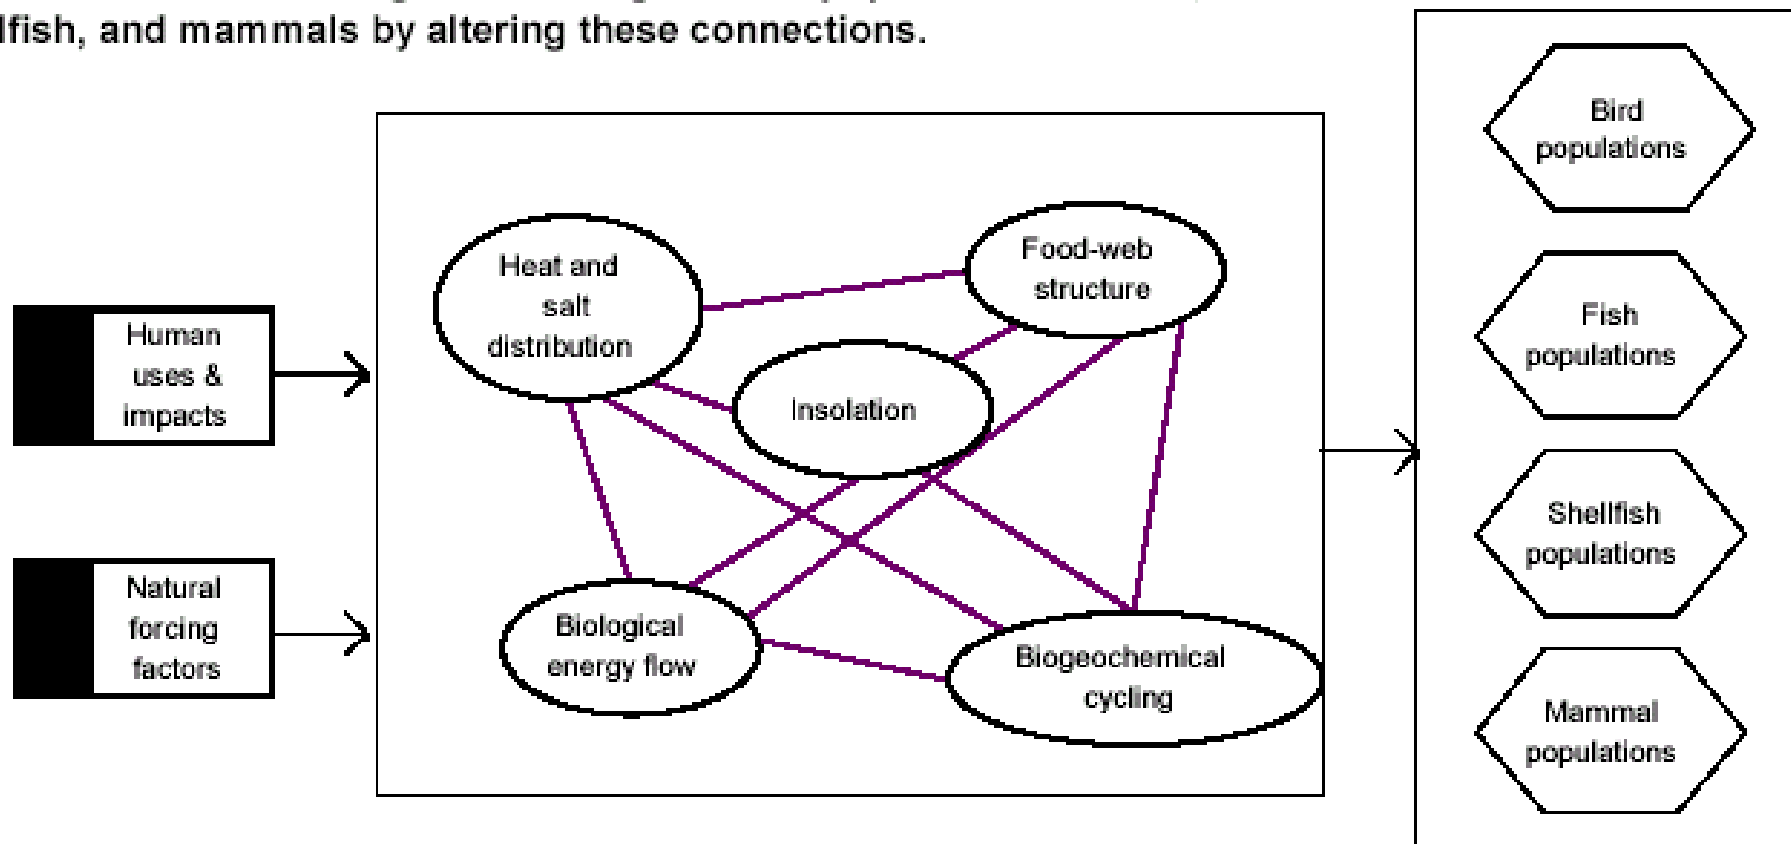 and mammals by altering these connections.
Human
uses &
impacts
Natural
forcing
factors
Heat and
salt
distribution
Food-web
structure
Insolation
Biological
energy flow
Biogeochemical
cycling
Bird
populations
Fish
populations
Shellfish
populations
Mammal
populations